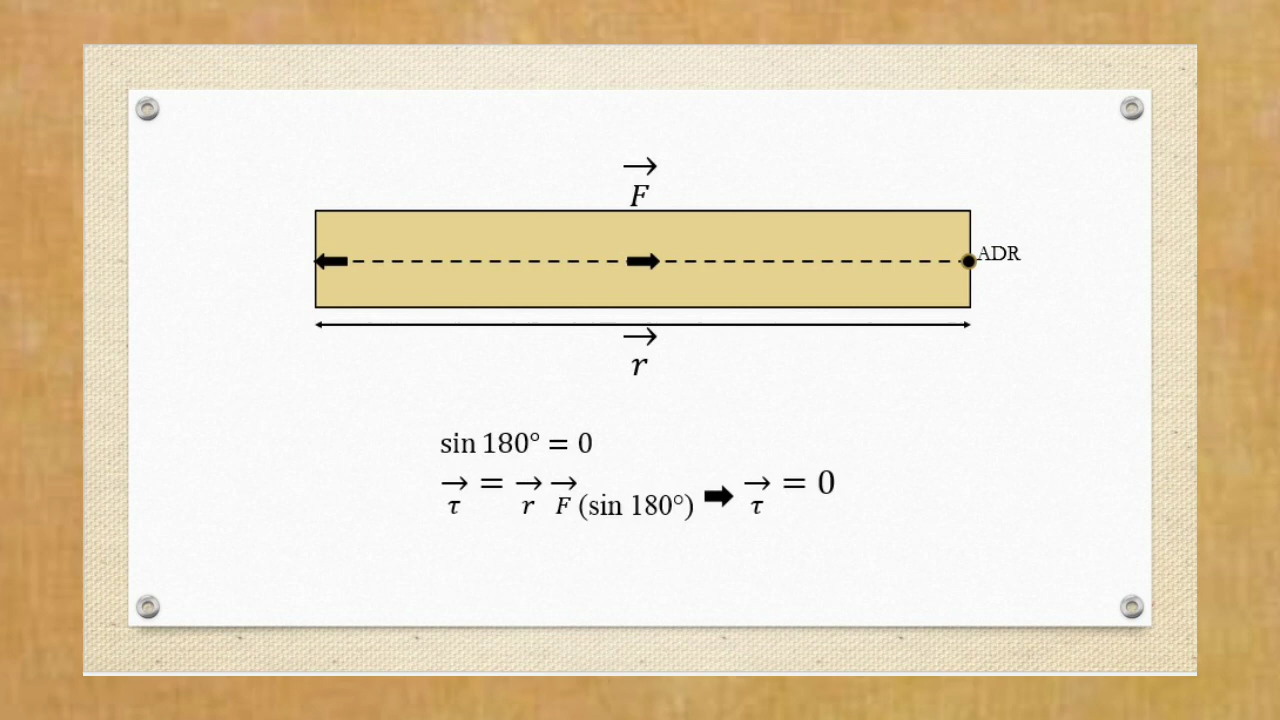 →
F
ADR
→
r
sin 180° = 0
→τ = →r →F (sin 180°) ➡ →τ = 0